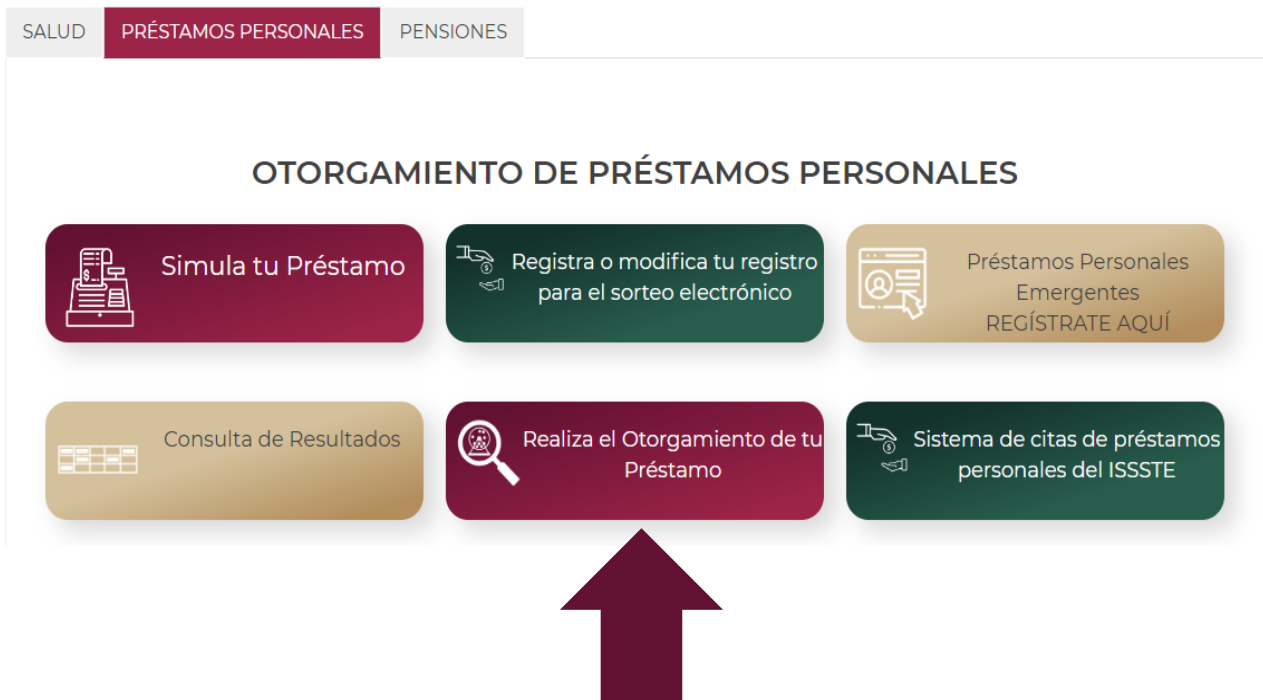 SALUD
PRÉSTAMOS PERSONALES
PENSIONES
OTORGAMIENTO DE PRÉSTAMOS PERSONALES
Simula tu Préstamo
Registra o modifica tu registro
para el sorteo electrónico
Préstamos Personales
Emergentes
REGÍSTRATE AQUÍ
Consulta de Resultados
Realiza el Otorgamiento de tu
Préstamo
Sistema de citas de préstamos
personales del ISSSTE